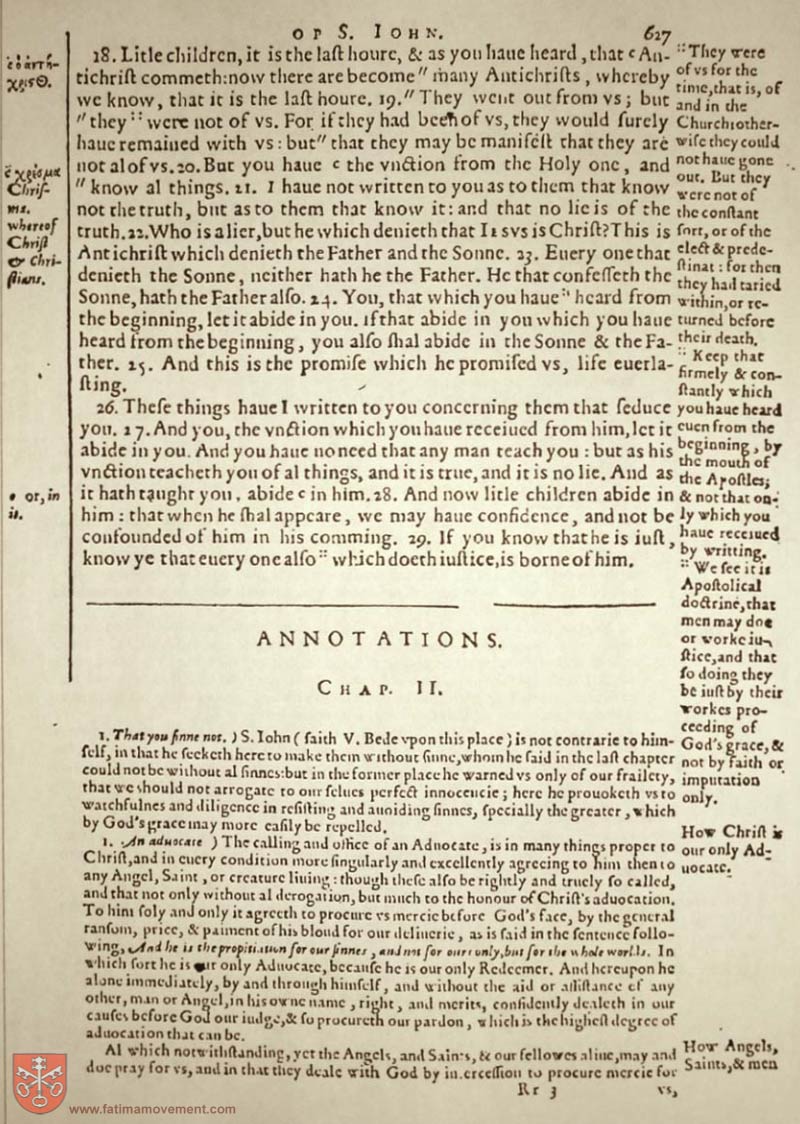 OF S. IOHN.
627
18. Litle children, it is the laſt houre, & as you haue heard, that ᶜ An-
tichriſt commeth: now there are become " many Antichriſts, whereby
we know, that it is the laſt houre. 19. " They went out from vs; but
" they :: were not of vs. For if they had been of vs, they would ſurely
haue remained with vs: but " that they may be manifeſt that they are
not al of vs. 20. But you haue ᶜ the vnction from the Holy one, and
" know al things. 21. I haue not written to you as to them that know
not the truth, but as to them that know it: and that no lie is of the
truth. 22. Who is a lier, but he which denieth that IESVS is Chriſt? This is
Antichriſt which denieth the Father and the Sonne. 23. Euery one that
denieth the Sonne, neither hath he the Father. He that confeſſeth the
Sonne, hath the Father alſo. 24. You, that which you haue :: heard from
the beginning, let it abide in you. if that abide in you which you haue
heard from the beginning, you alſo ſhal abide in the Sonne & the Fa-
ther. 25. And this is the promiſe which he promiſed vs, life euerla-
ſting.
26. Theſe things haue I written to you concerning them that ſeduce
you. 27. And you, the vnction which you haue receiued from him, let it
abide in you. And you haue no need that any man teach you: but as his
vnction teacheth you of al things, and it is true, and it is no lie. And as
it hath taught you, abide ᶜ in him. 28. And now litle children abide in
him: that when he ſhal appeare, we may haue confidence, and not be
confounded of him in his comming. 29. If you know that he is iuſt,
know ye that euery one alſo :: which doeth iuſtice, is borne of him.
χρισθ.
ἐ χρίσμα
Chriſ-
ma.
whereof
Chriſt
& Chri-
ſtians.
• or, in
it.
:: They were
of vs for the
time, that is, of
and in the
Church: other-
wiſe they could
not haue gone
out. But they
were not of
the conſtant
ſort, or of the
elect & prede-
ſtinat: for then
they had taried
within, or re-
turned before
their death.
:: Keep that
firmely & con-
ſtantly which
you haue heard
euen from the
beginning, by
the mouth of
the Apoſtles;
& not that on-
ly which you
haue receiued
by writting.
:: We ſee it is
Apoſtolical
doctrine, that
men may doe
or worke iu-
ſtice, and that
ſo doing they
be iuſt by their
workes pro-
ceeding of
God's grace, &
not by faith or
imputation
only.
ANNOTATIONS.
CHAP. II.
1. That you ſinne not. ) S. Iohn (ſaith V. Bede vpon this place) is not contrarie to him-
ſelf, in that he ſeeketh here to make them without ſinne, whom he ſaid in the laſt chapter
could not be without al ſinnes: but in the former place he warned vs only of our frailety,
that we ſhould not arrogate to our ſelues perfect innocencie; here he prouoketh vs to
watchfulnes and diligence in reſiſting and auoiding ſinnes, ſpecially the greater, which
by God's grace may more eaſily be repelled.
1. An aduocate ) The calling and office of an Aduocate, is in many things proper to
Chriſt, and in euery condition more ſingularly and excellently agreeing to him then to
any Angel, Saint, or creature liuing: though theſe alſo be rightly and truely ſo called,
and that not only without al derogation, but much to the honour of Chriſt's aduocation.
To him ſoly and only it agreeth to procure vs mercie before God's face, by the general
ranſom, price, & paiment of his bloud for our deliuerie, as is ſaid in the ſentence follo-
wing, And he is the propitiation for our ſinnes, and not for ours only, but for the whole worlds. In
which ſort he is our only Aduocate, becauſe he is our only Redeemer. And hereupon he
alone immediately, by and through himſelf, and without the aid or aſſiſtance of any
other, man or Angel, in his owne name, right, and merits, confidently dealeth in our
cauſes before God our iudge, & ſo procureth our pardon, which is the higheſt degree of
aduocation that can be.
Al which notwithſtanding, yet the Angels, and Saints, & our fellowes aliue, may and
doe pray for vs, and in that they deale with God by interceſſion to procure mercie for
Rr 3
vs,
How Chriſt is
our only Ad-
uocate.
How Angels,
Saints, & men
www.fatimamovement.com